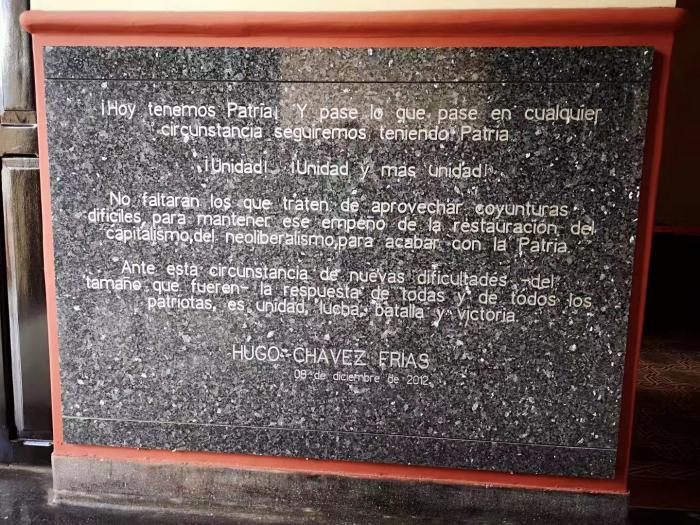 ¡Hoy tenemos Patria¡ Y pase lo que pase en cualquier
circunstancia seguiremos teniendo Patria.
¡Unidad! ¡Unidad y mas unidad!
No faltaran los que traten de aprovechar coyunturas
dificiles, para mantener ese empeño de la restauración del
capitalismo,del neoliberalismo,para acabar con la Patria.
Ante esta circunstancia de nuevas dificultades -del
tamaño que fueren- la respuesta de todas y de todos los
patriotas, es unidad, lucha, batalla y victoria.
HUGO CHÁVEZ FRÍAS
08 de diciembre de 2012